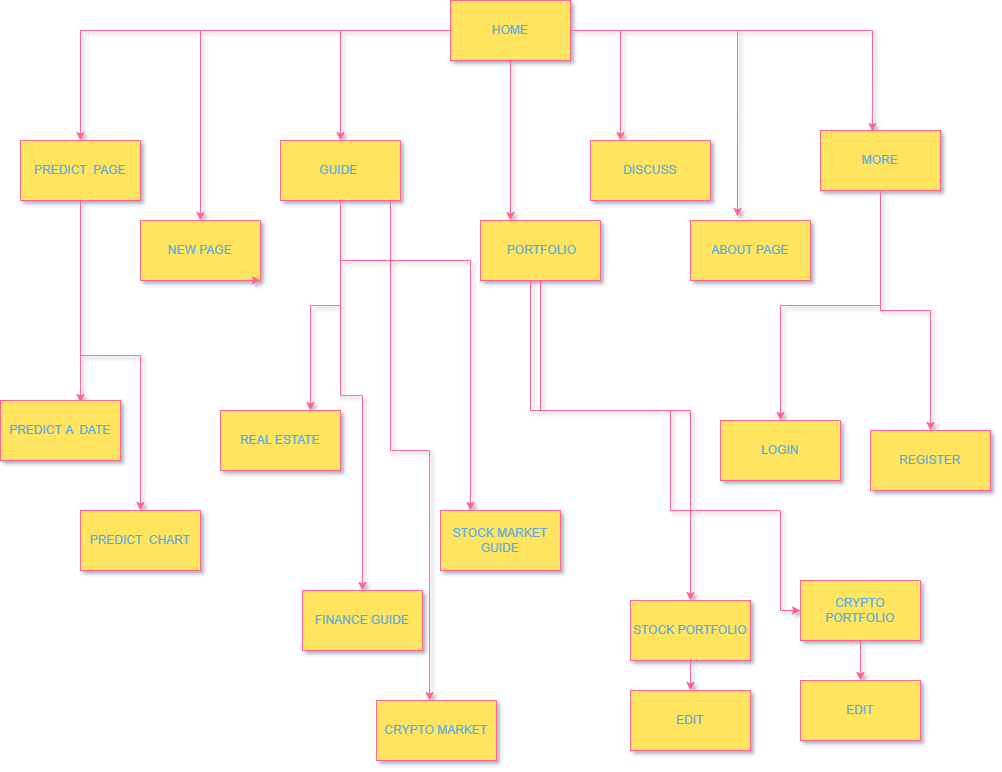 HOME
PREDICT  PAGE
GUIDE
DISCUSS
MORE
NEW PAGE
PORTFOLIO
ABOUT PAGE
PREDICT A  DATE
REAL ESTATE
LOGIN
REGISTER
PREDICT  CHART
STOCK MARKET
GUIDE
FINANCE GUIDE
STOCK PORTFOLIO
CRYPTO
PORTFOLIO
CRYPTO MARKET
EDIT
EDIT